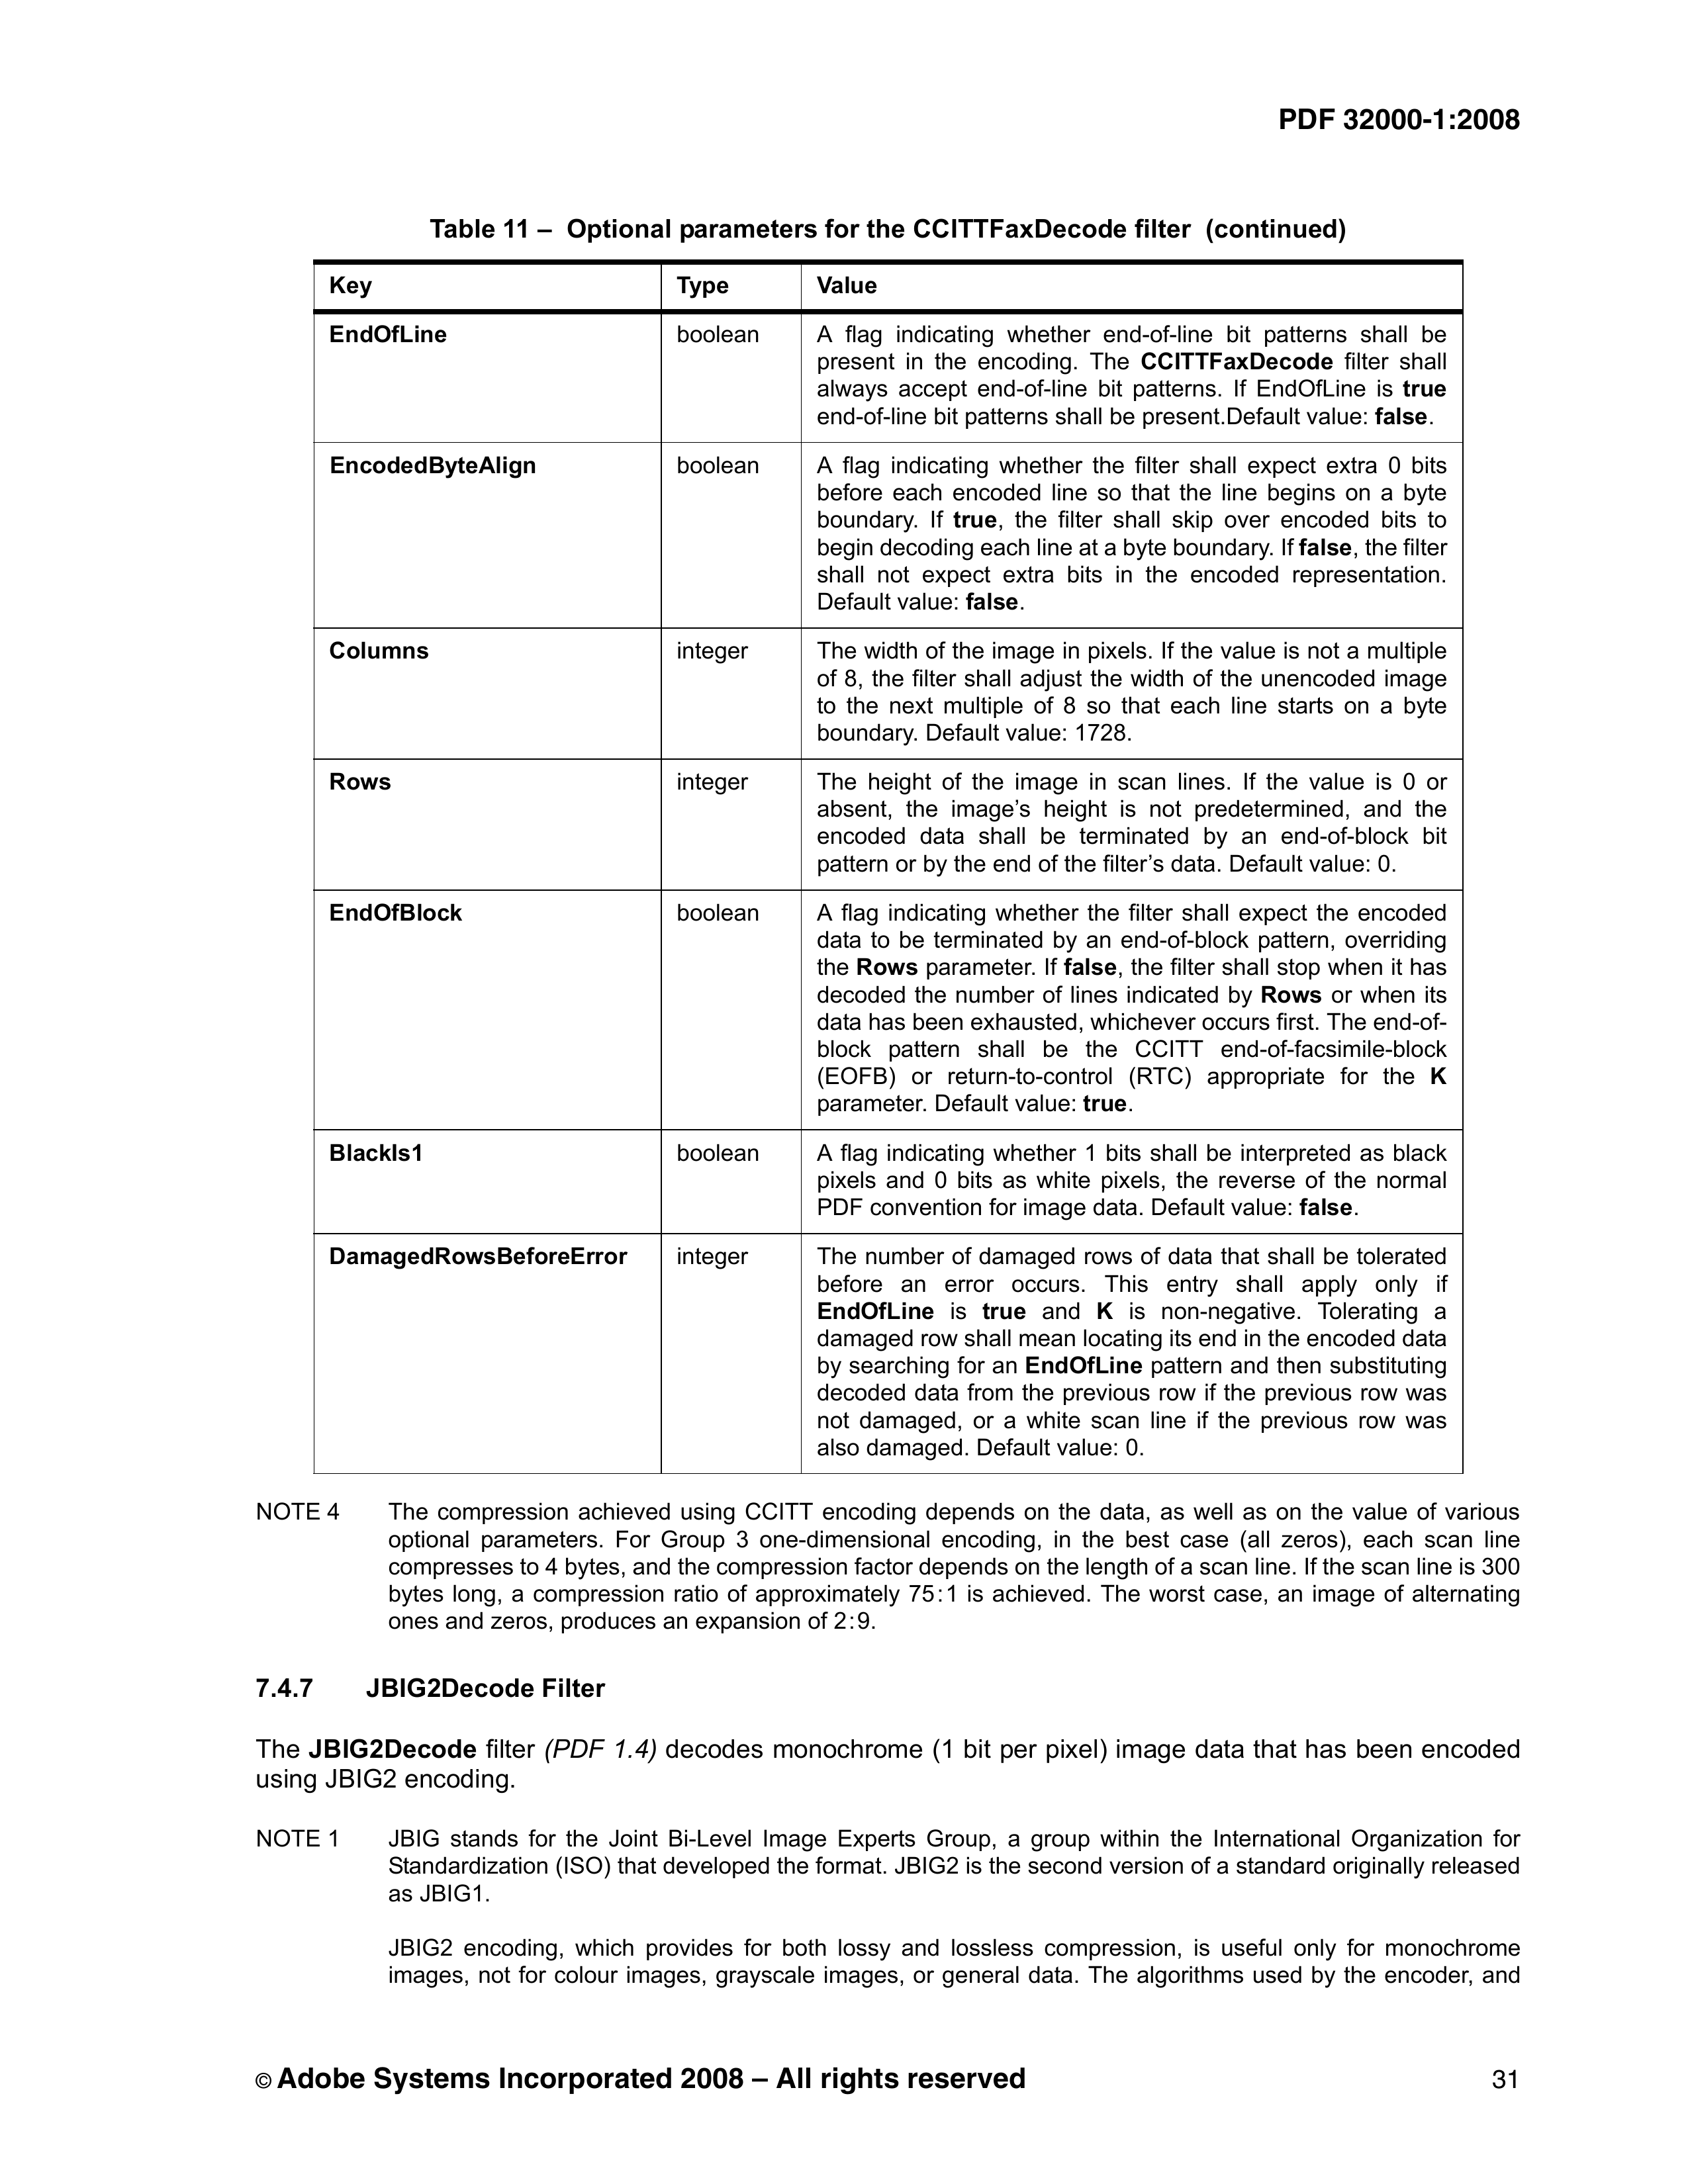 PDF 32000-1:2008
Table 11 –  Optional parameters for the CCITTFaxDecode filter  (continued)
Key Type Value
EndOfLine boolean A flag indicating whether end-of-line bit patterns shall be
present in the encoding. The CCITTFaxDecode filter shall
always accept end-of-line bit patterns. If EndOfLine is true
end-of-line bit patterns shall be present.Default value: false.
EncodedByteAlign boolean A flag indicating whether the filter shall expect extra 0 bits
before each encoded line so that the line begins on a byte
boundary. If true, the filter shall skip over encoded bits to
begin decoding each line at a byte boundary. If false, the filter
shall not expect extra bits in the encoded representation.
Default value: false.
Columns integer The width of the image in pixels. If the value is not a multiple
of 8, the filter shall adjust the width of the unencoded image
to the next multiple of 8 so that each line starts on a byte
boundary. Default value: 1728.
Rows integer The height of the image in scan lines. If the value is 0 or
absent, the image’s height is not predetermined, and the
encoded data shall be terminated by an end-of-block bit
pattern or by the end of the filter’s data. Default value: 0.
EndOfBlock boolean A flag indicating whether the filter shall expect the encoded
data to be terminated by an end-of-block pattern, overriding
the Rows parameter. If false, the filter shall stop when it has
decoded the number of lines indicated by Rows or when its
data has been exhausted, whichever occurs first. The end-of-
block pattern shall be the CCITT end-of-facsimile-block
(EOFB) or return-to-control (RTC) appropriate for the K
parameter. Default value: true.
BlackIs1 boolean A flag indicating whether 1 bits shall be interpreted as black
pixels and 0 bits as white pixels, the reverse of the normal
PDF convention for image data. Default value: false.
DamagedRowsBeforeError integer The number of damaged rows of data that shall be tolerated
before an error occurs. This entry shall apply only if
EndOfLine is true and K is non-negative. Tolerating a
damaged row shall mean locating its end in the encoded data
by searching for an EndOfLine pattern and then substituting
decoded data from the previous row if the previous row was
not damaged, or a white scan line if the previous row was
also damaged. Default value: 0.
NOTE 4 The compression achieved using CCITT encoding depends on the data, as well as on the value of various
optional parameters. For Group 3 one-dimensional encoding, in the best case (all zeros), each scan line
compresses to 4 bytes, and the compression factor depends on the length of a scan line. If the scan line is 300
bytes long, a compression ratio of approximately 75:1 is achieved. The worst case, an image of alternating
ones and zeros, produces an expansion of 2:9.
7.4.7 JBIG2Decode Filter
The JBIG2Decode filter (PDF 1.4) decodes monochrome (1 bit per pixel) image data that has been encoded
using JBIG2 encoding.
NOTE 1 JBIG stands for the Joint Bi-Level Image Experts Group, a group within the International Organization for
Standardization (ISO) that developed the format. JBIG2 is the second version of a standard originally released
as JBIG1.
JBIG2 encoding, which provides for both lossy and lossless compression, is useful only for monochrome
images, not for colour images, grayscale images, or general data. The algorithms used by the encoder, and
© Adobe Systems Incorporated 2008 – All rights reserved 31